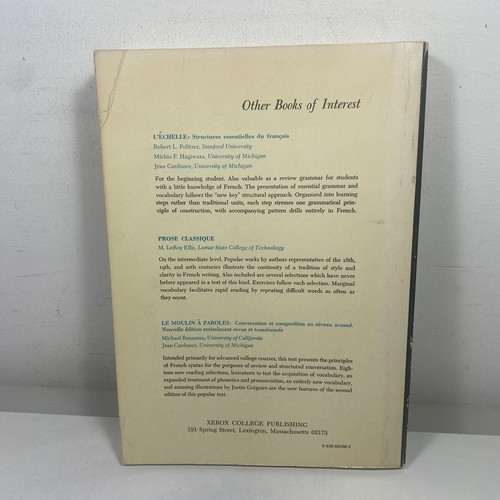 Other Books of Interest
L'ÉCHELLE: Structures essentielles du français
Robert L. Politzer, Stanford University
Michio P. Hagiwara, University of Michigan
Jean Carduner, University of Michigan
For the beginning student. Also valuable as a review grammar for students
with a little knowledge of French. The presentation of essential grammar and
vocabulary follows the "new key" structural approach. Organized into learning
steps rather than traditional units, each step stresses one grammatical prin-
ciple of construction, with accompanying pattern drills entirely in French.
PROSE CLASSIQUE
M. LeRoy Ellis, Lamar State College of Technology
On the intermediate level. Popular works by authors representative of the 18th,
19th, and 20th centuries illustrate the continuity of a tradition of style and
clarity in French writing. Also included are several selections which have never
before appeared in a text of this kind. Exercises follow each selection. Marginal
vocabulary facilitates rapid reading by repeating difficult words as often as
they occur.
LE MOULIN À PAROLES: Conversation et composition au niveau avancé.
Nouvelle édition entièrement revue et transformée
Michael Benamou, University of California
Jean Carduner, University of Michigan
Intended primarily for advanced college courses, this text presents the principles
of French syntax for the purposes of review and structured conversation. Eigh-
teen new reading selections, lexiconts to test the acquisition of vocabulary, an
expanded treatment of phonetics and pronunciation, an entirely new vocabulary,
and amusing illustrations by Justin Grégoire are the new features of the second
edition of this popular text.
XEROX COLLEGE PUBLISHING
191 Spring Street, Lexington, Massachusetts 02173